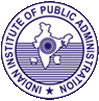 INDIAN INSTITUTE OF PUBLIC ADMINISTRATION